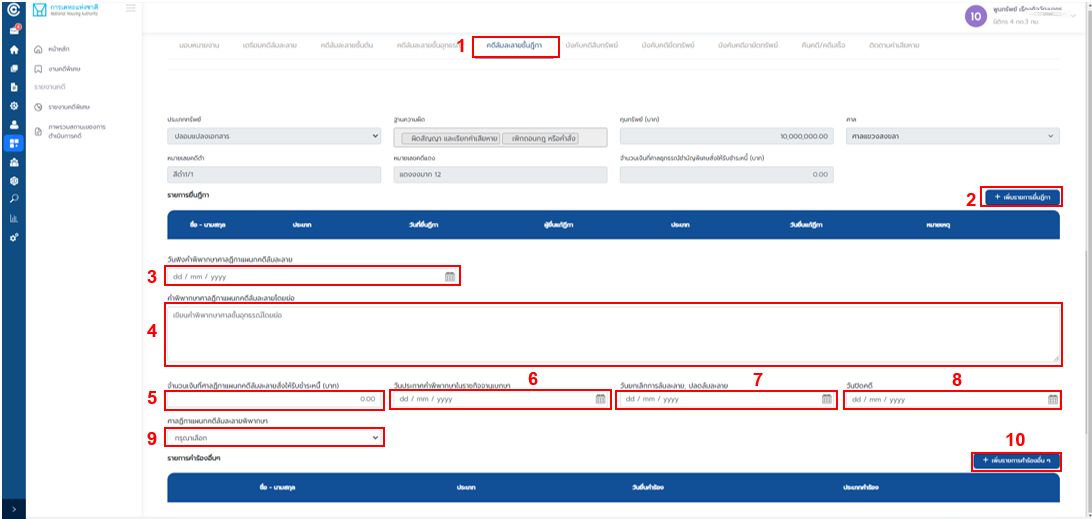 การเคหะแห่งชาติ
National Housing Authority
10
นิติกร 4 กด.3 กม
หน้าหลัก
งานคดีพิเศษ
รายงานคดี
รายงานคดีพิเศษ
ภาพรวมสถานะของการ
ดำเนินการคดี
1
มอบหมายงาน
เตรียมคดีล้มละลาย
คดีล้มละลายชั้นต้น
คดีล้มละลายชั้นอุทธรณ์
คดีล้มละลายชั้นฎีกา
บังคับคดีสืบทรัพย์
บังคับคดียึดทรัพย์
บังคับคดีอายัดทรัพย์
คืนคดี/คดีเสร็จ
ติดตามค่าเสียหาย
ประเภททรัพย์
ฐานความผิด
ทุนทรัพย์ (บาท)
ศาล
ปลอมแปลงเอกสาร
ผิดสัญญา และเรียกค่าเสียหาย
เพิกถอนกฎ หรือคำสั่ง
10,000,000.00
ศาลแขวงสงขลา
หมายเลขคดีดำ
หมายเลขคดีแดง
จำนวนเงินที่ศาลอุทธรณ์ชำนัญพิเศษสั่งให้รับชำระหนี้ (บาท)
สีดำ1/1
แดงงงมาก 12
0.00
รายการยื่นฎีกา
2
+ เพิ่มรายการยื่นฎีกา
ชื่อ - นามสกุล
ประเภท
วันที่ยื่นฎีกา
ผู้ยื่นแก้ฎีกา
ประเภท
วันยื่นแก้ฎีกา
หมายเหตุ
วันฟังคำพิพากษาศาลฎีกาแผนกคดีล้มละลาย
3
dd / mm / yyyy
คำพิพากษาศาลฎีกาแผนกคดีล้มละลายโดยย่อ
4
เขียนคำพิพากษาศาลชั้นอุทธรณ์โดยย่อ
6
7
8
จำนวนเงินที่ศาลฎีกาแผนกคดีล้มละลายสั่งให้รับชำระหนี้ (บาท)
วันประกาศคำพิพากษาในราชกิจจานุเบกษา
วันยกเลิกการล้มละลาย, ปลดล้มละลาย
วันปิดคดี
5
0.00
dd / mm / yyyy
dd / mm / yyyy
dd / mm / yyyy
ศาลฎีกาแผนกคดีล้มละลายพิพากษา
9
กรุณาเลือก
10
รายการคำร้องอื่นๆ
+ เพิ่มรายการคำร้องอื่น ๆ
ชื่อ - นามสกุล
ประเภท
วันยื่นคำร้อง
ประเภทคำร้อง